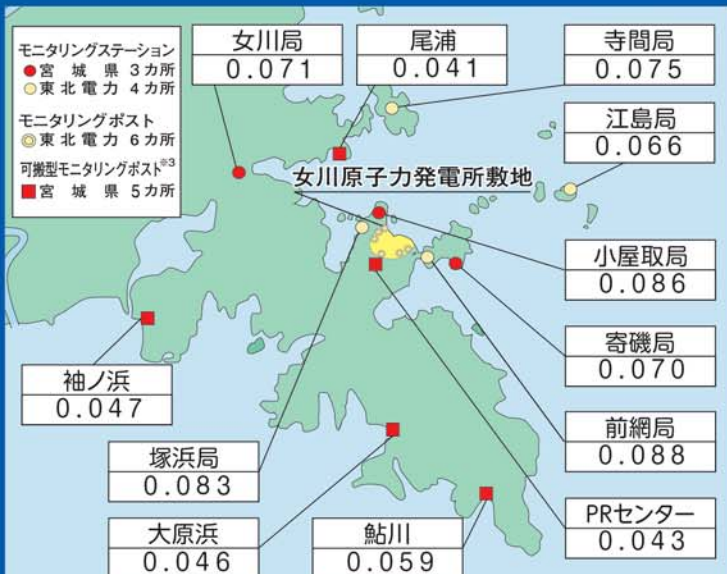 モニタリングステーション
宮城県 3カ所
東北電力 4カ所
モニタリングポスト
東北電力 6カ所
可搬型モニタリングポスト※3
宮城県 5カ所
女川局
0.071
尾浦
0.041
寺間局
0.075
江島局
0.066
女川原子力発電所敷地
小屋取局
0.086
寄磯局
0.070
袖ノ浜
0.047
前網局
0.088
塚浜局
0.083
PRセンター
0.043
大原浜
0.046
鮎川
0.059